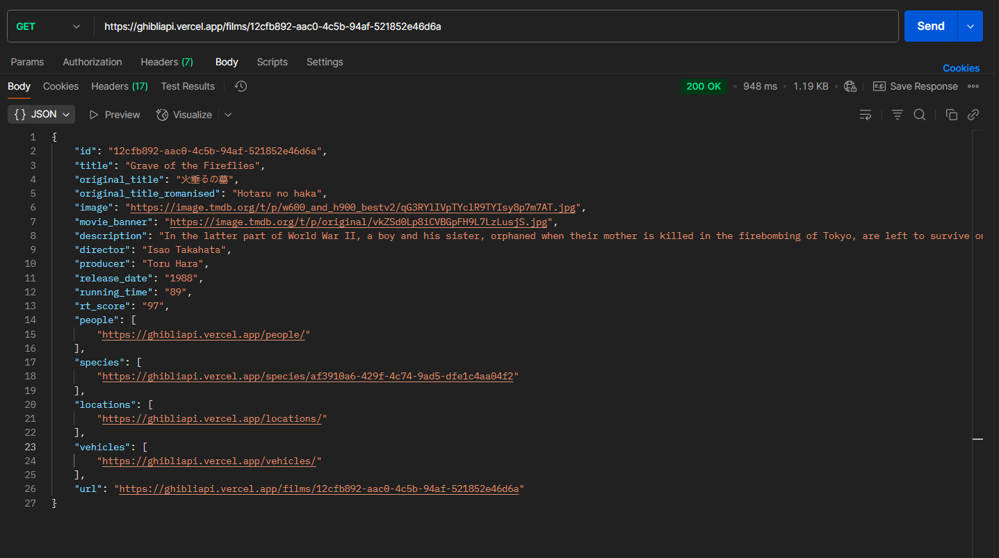 GET https://ghibliapi.vercel.app/films/12cfb892-aac0-4c5b-94af-521852e46d6a Send
Params Authorization Headers (7) Body Scripts Settings
Cookies
Body Cookies Headers (17) Test Results 200 OK • 948 ms • 1.19 KB • e.g. Save Response
{} JSON Preview Visualize
1 {
2 "id": "12cfb892-aac0-4c5b-94af-521852e46d6a",
3 "title": "Grave of the Fireflies",
4 "original_title": "火垂るの墓",
5 "original_title_romanised": "Hotaru no haka",
6 "image": "https://image.tmdb.org/t/p/w600_and_h900_bestv2/qG3RYlIVpTYclR9TYIsy8p7m7AT.jpg",
7 "movie_banner": "https://image.tmdb.org/t/p/original/vkZSd0Lp8iCVBGpFH9L7LzLusjS.jpg",
8 "description": "In the latter part of World War II, a boy and his sister, orphaned when their mother is killed in the firebombing of Tokyo, are left to survive or
9 "director": "Isao Takahata",
10 "producer": "Toru Hara",
11 "release_date": "1988",
12 "running_time": "89",
13 "rt_score": "97",
14 "people": [
15 "https://ghibliapi.vercel.app/people/"
16 ],
17 "species": [
18 "https://ghibliapi.vercel.app/species/af3910a6-429f-4c74-9ad5-dfe1c4aa04f2"
19 ],
20 "locations": [
21 "https://ghibliapi.vercel.app/locations/"
22 ],
23 "vehicles": [
24 "https://ghibliapi.vercel.app/vehicles/"
25 ],
26 "url": "https://ghibliapi.vercel.app/films/12cfb892-aac0-4c5b-94af-521852e46d6a"
27 }